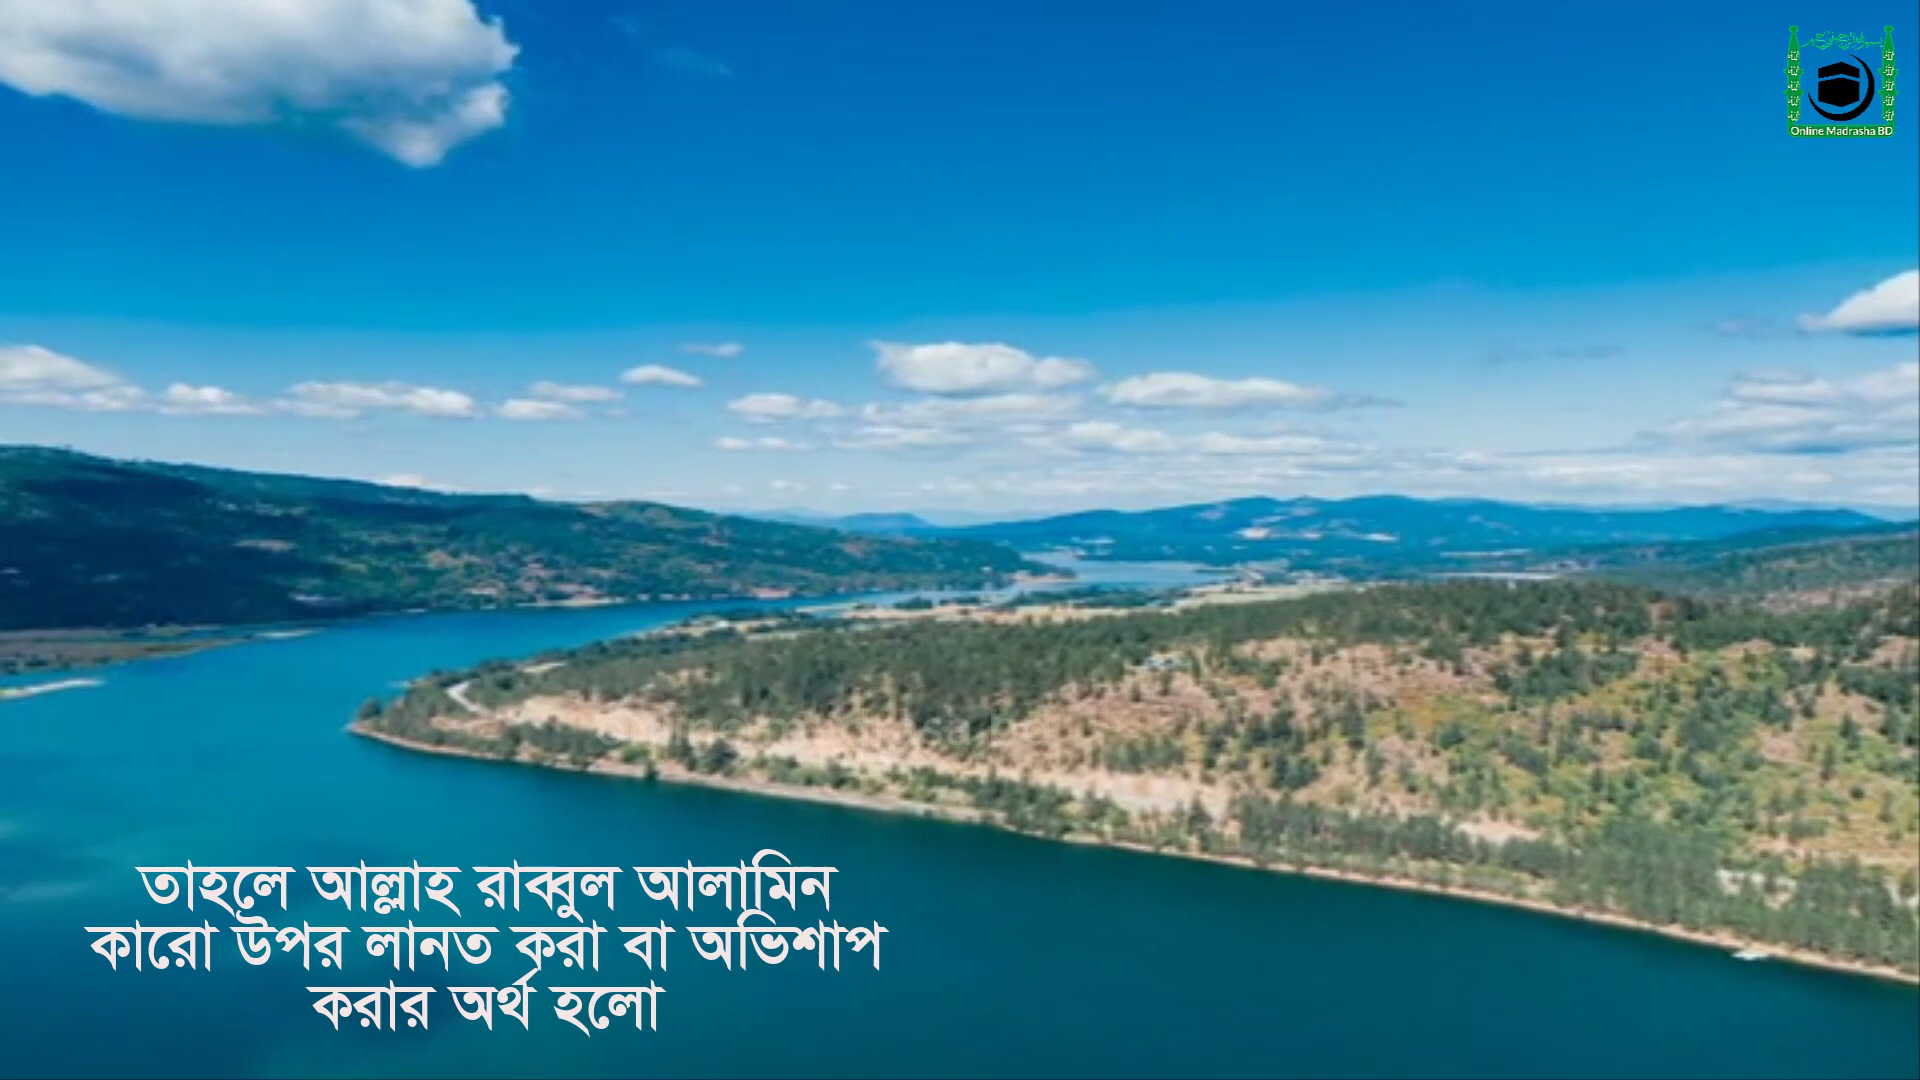 Online Madrasha BD
তাহলে আল্লাহ রাব্বুল আলামিন
কারো উপর লানত করা বা অভিশাপ
করার অর্থ হলো